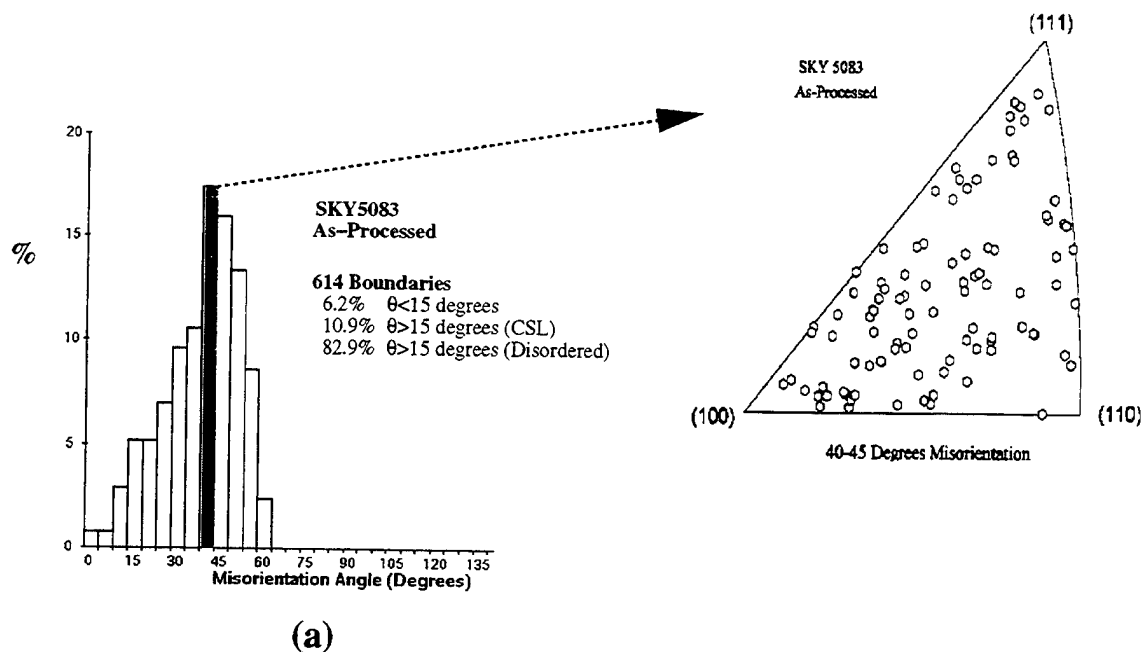 (111)
SKY 5083
As-Processed
20
15
10
5
0
%
SKY5083
As–Processed
614 Boundaries
6.2% θ<15 degrees
10.9% θ>15 degrees (CSL)
82.9% θ>15 degrees (Disordered)
(100)
(110)
40-45 Degrees Misorientation
0 15 30 45 60 75 90 105 120 135
Misorientation Angle (Degrees)
(a)